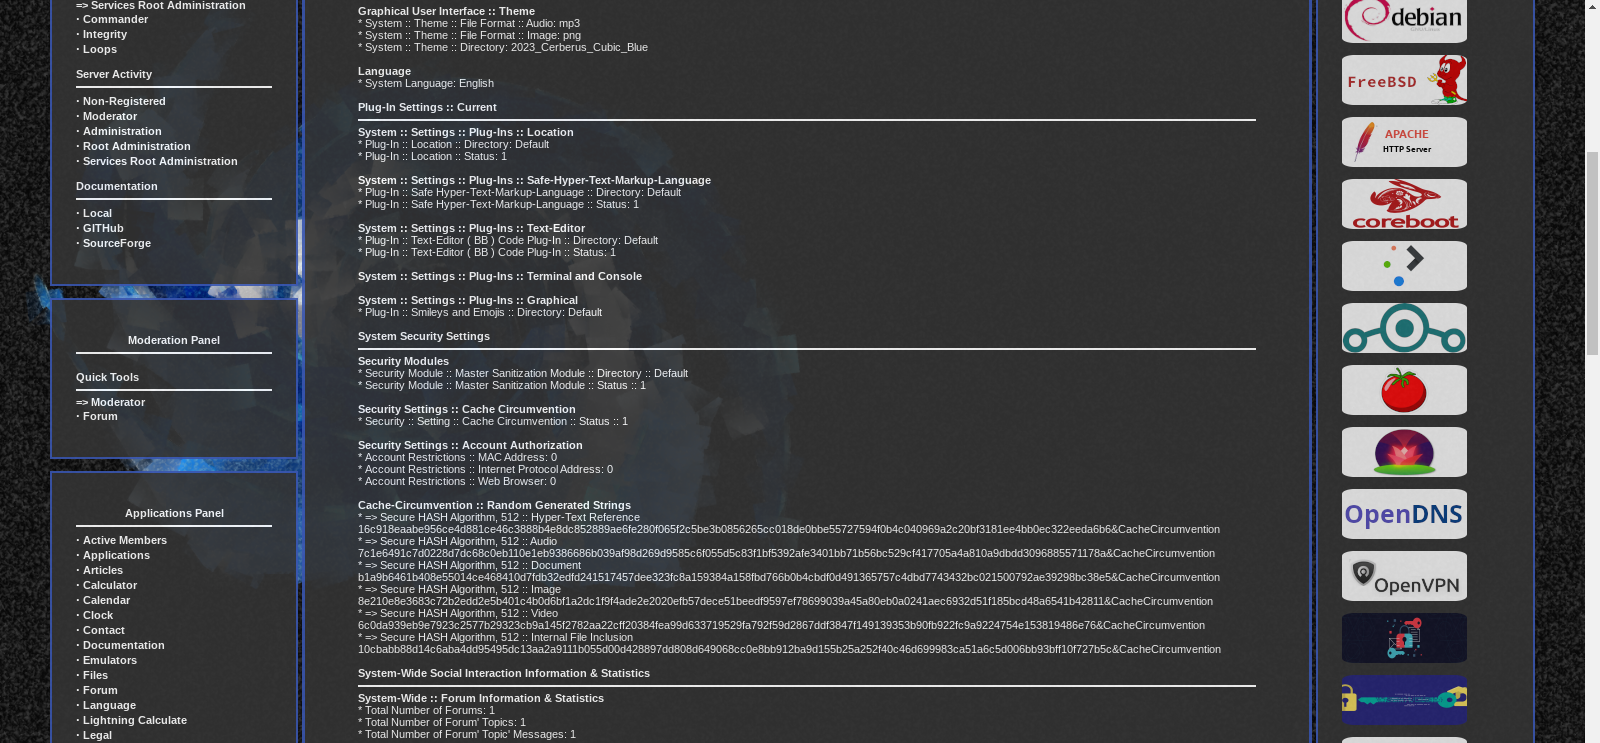 => Services Root Administration
· Commander
· Integrity
· Loops
Server Activity
· Non-Registered
· Moderator
· Administration
· Root Administration
· Services Root Administration
Documentation
· Local
· GITHub
· SourceForge
Moderation Panel
Quick Tools
=> Moderator
· Forum
Applications Panel
· Active Members
· Applications
· Articles
· Calculator
· Calendar
· Clock
· Contact
· Documentation
· Emulators
· Files
· Forum
· Language
· Lightning Calculate
· Legal
Graphical User Interface :: Theme
* System :: Theme :: File Format :: Audio: mp3
* System :: Theme :: File Format :: Image: png
* System :: Theme :: Directory: 2023_Cerberus_Cubic_Blue
Language
* System Language: English
Plug-In Settings :: Current
System :: Settings :: Plug-Ins :: Location
* Plug-In :: Location :: Directory: Default
* Plug-In :: Location :: Status: 1
System :: Settings :: Plug-Ins :: Safe-Hyper-Text-Markup-Language
* Plug-In :: Safe Hyper-Text-Markup-Language :: Directory: Default
* Plug-In :: Safe Hyper-Text-Markup-Language :: Status: 1
System :: Settings :: Plug-Ins :: Text-Editor
* Plug-In :: Text-Editor ( BB ) Code Plug-In :: Directory: Default
* Plug-In :: Text-Editor ( BB ) Code Plug-In :: Status: 1
System :: Settings :: Plug-Ins :: Terminal and Console
System :: Settings :: Plug-Ins :: Graphical
* Plug-In :: Smileys and Emojis :: Directory: Default
System Security Settings
Security Modules
* Security Module :: Master Sanitization Module :: Directory :: Default
* Security Module :: Master Sanitization Module :: Status :: 1
Security Settings :: Cache Circumvention
* Security :: Setting :: Cache Circumvention :: Status :: 1
Security Settings :: Account Authorization
* Account Restrictions :: MAC Address: 0
* Account Restrictions :: Internet Protocol Address: 0
* Account Restrictions :: Web Browser: 0
Cache-Circumvention :: Random Generated Strings
* => Secure HASH Algorithm, 512 :: Hyper-Text Reference
16c918eaabe956ce4d881ce46c3888b4e8dc852889ae6fe280f065f2c5be3b0856265cc018de0bbe55727594f0b4c040969a2c20bf3181ee4bb0ec322eeda6b6&CacheCircumvention
* => Secure HASH Algorithm, 512 :: Audio
7c1e6491c7d0228d7dc68c0eb110e1eb9386686b039af98d269d9585c6f055d5c83f1bf5392afe3401bb71b56bc529cf417705a4a810a9dbdd3096885571178a&CacheCircumvention
* => Secure HASH Algorithm, 512 :: Document
b1a9b6461b408e55014ce468410d7fdb32edfd241517457dee323fc8a159384a158fbd766b0b4cbdf0d491365757c4dbd7743432bc021500792ae39298bc38e5&CacheCircumvention
* => Secure HASH Algorithm, 512 :: Image
8e210e8e3683c72b2edd2e5b401c4b0d6bf1a2dc1f9f4ade2e2020efb57dece51beedf9597ef78699039a45a80eb0a0241aec6932d51f185bcd48a6541b42811&CacheCircumvention
* => Secure HASH Algorithm, 512 :: Video
6c0da939eb9e7923c2577b29323cb9a145f2782aa22cff20384fea99d633719529fa792f59d2867ddf3847f149139353b90fb922fc9a9224754e153819486e76&CacheCircumvention
* => Secure HASH Algorithm, 512 :: Internal File Inclusion
10cbabb88d14c6aba4dd95495dc13aa2a9111b055d00d428897dd808d649068cc0e8bb912ba9d155b25a252f40c46d699983ca51a6c5d006bb93bff10f727b5c&CacheCircumvention
System-Wide Social Interaction Information & Statistics
System-Wide :: Forum Information & Statistics
* Total Number of Forums: 1
* Total Number of Forum' Topics: 1
* Total Number of Forum' Topic' Messages: 1
debian
FreeBSD
APACHE
HTTP Server
coreboot
OpenDNS
OpenVPN